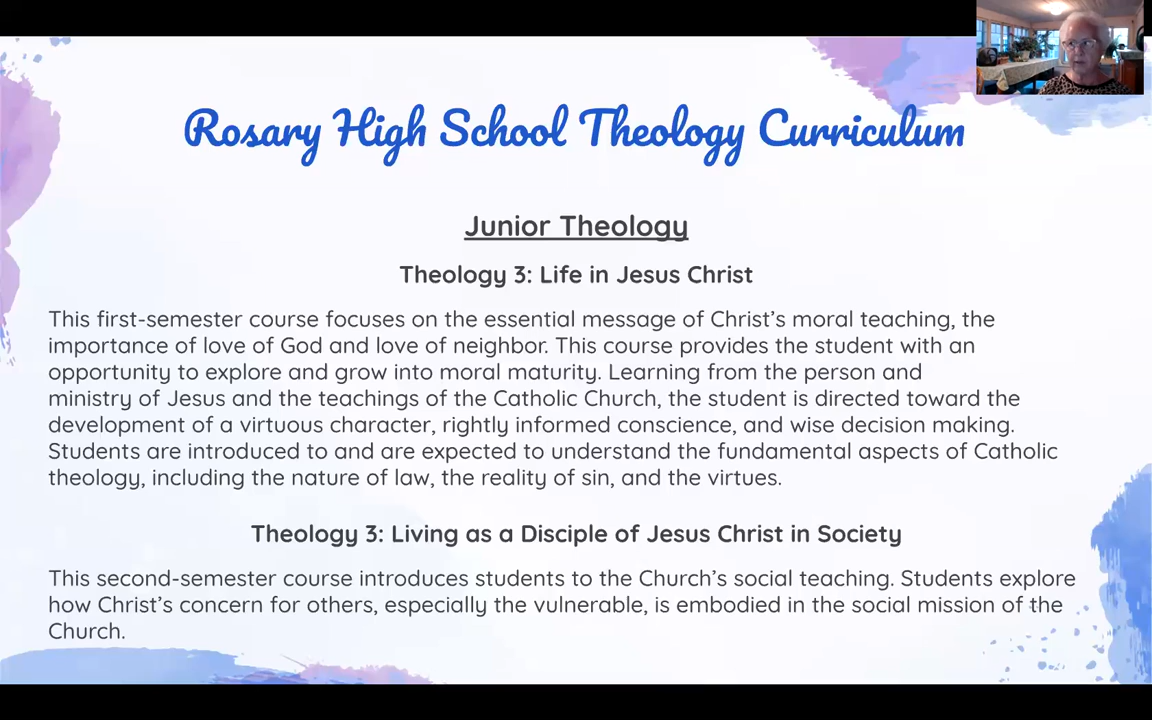 Rosary High School Theology Curriculum
Junior Theology
Theology 3: Life in Jesus Christ
This first-semester course focuses on the essential message of Christ’s moral teaching, the
importance of love of God and love of neighbor. This course provides the student with an
opportunity to explore and grow into moral maturity. Learning from the person and
ministry of Jesus and the teachings of the Catholic Church, the student is directed toward the
development of a virtuous character, rightly informed conscience, and wise decision making.
Students are introduced to and are expected to understand the fundamental aspects of Catholic
theology, including the nature of law, the reality of sin, and the virtues.
Theology 3: Living as a Disciple of Jesus Christ in Society
This second-semester course introduces students to the Church’s social teaching. Students explore
how Christ’s concern for others, especially the vulnerable, is embodied in the social mission of the
Church.